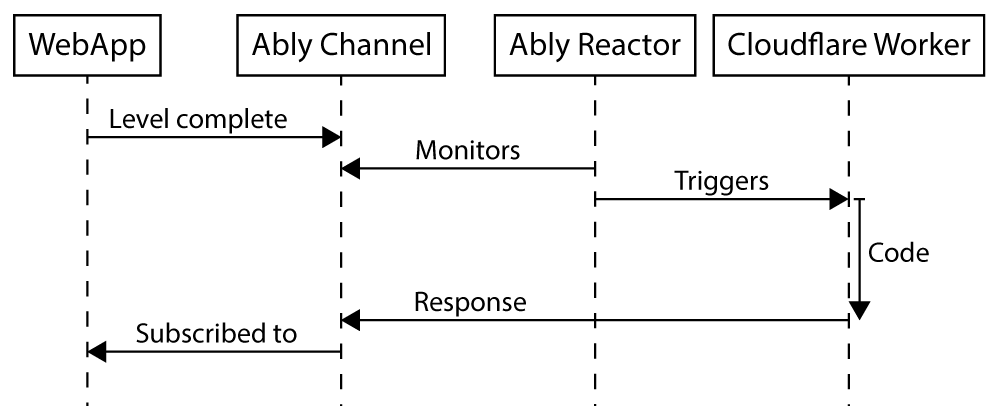 WebApp
Ably Channel
Ably Reactor
Cloudflare Worker
Level complete
Monitors
Triggers
Code
Response
Subscribed to